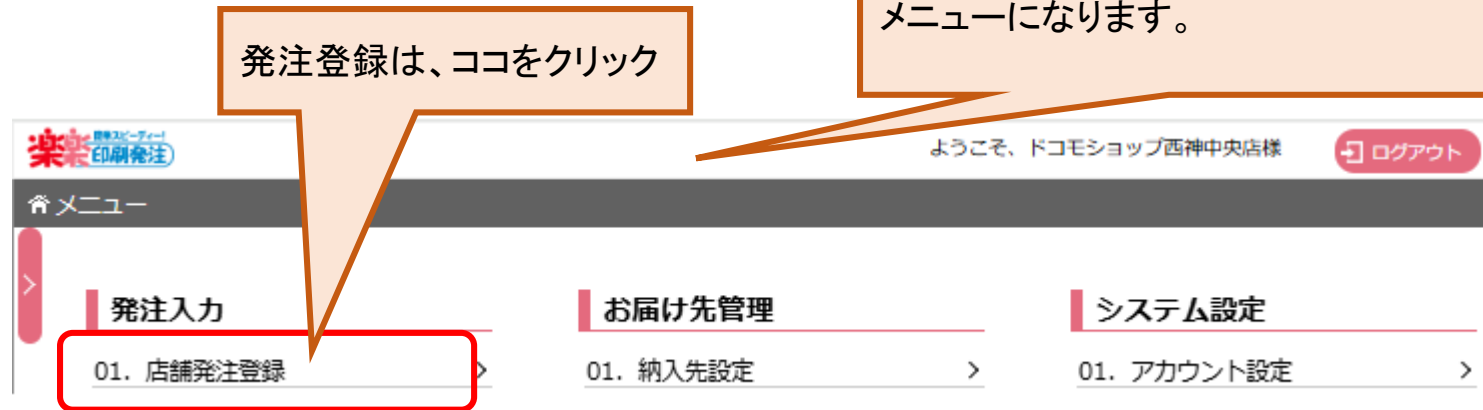 メニューになります。
発注登録は、ココをクリック
楽楽 簡単スピーディー!
印刷発注
ようこそ、ドコモショップ西神中央店様
ログアウト
メニュー
発注入力
お届け先管理
システム設定
01. 店舗発注登録
01. 納入先設定
01. アカウント設定